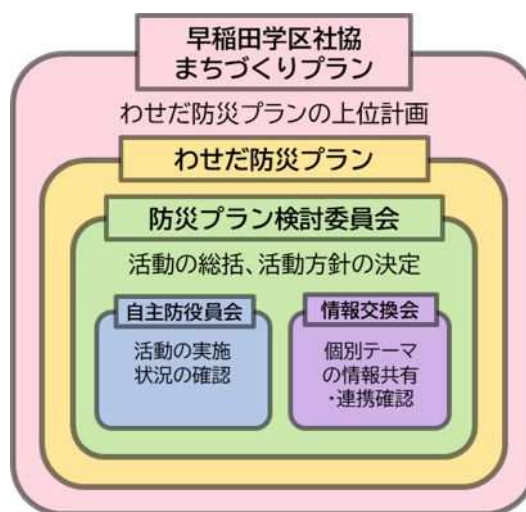 早稲田学区社協
まちづくりプラン
わせだ防災プランの上位計画
わせだ防災プラン
防災プラン検討委員会
活動の総括、活動方針の決定
自主防役員会
活動の実施
状況の確認
情報交換会
個別テーマ
の情報共有
・連携確認